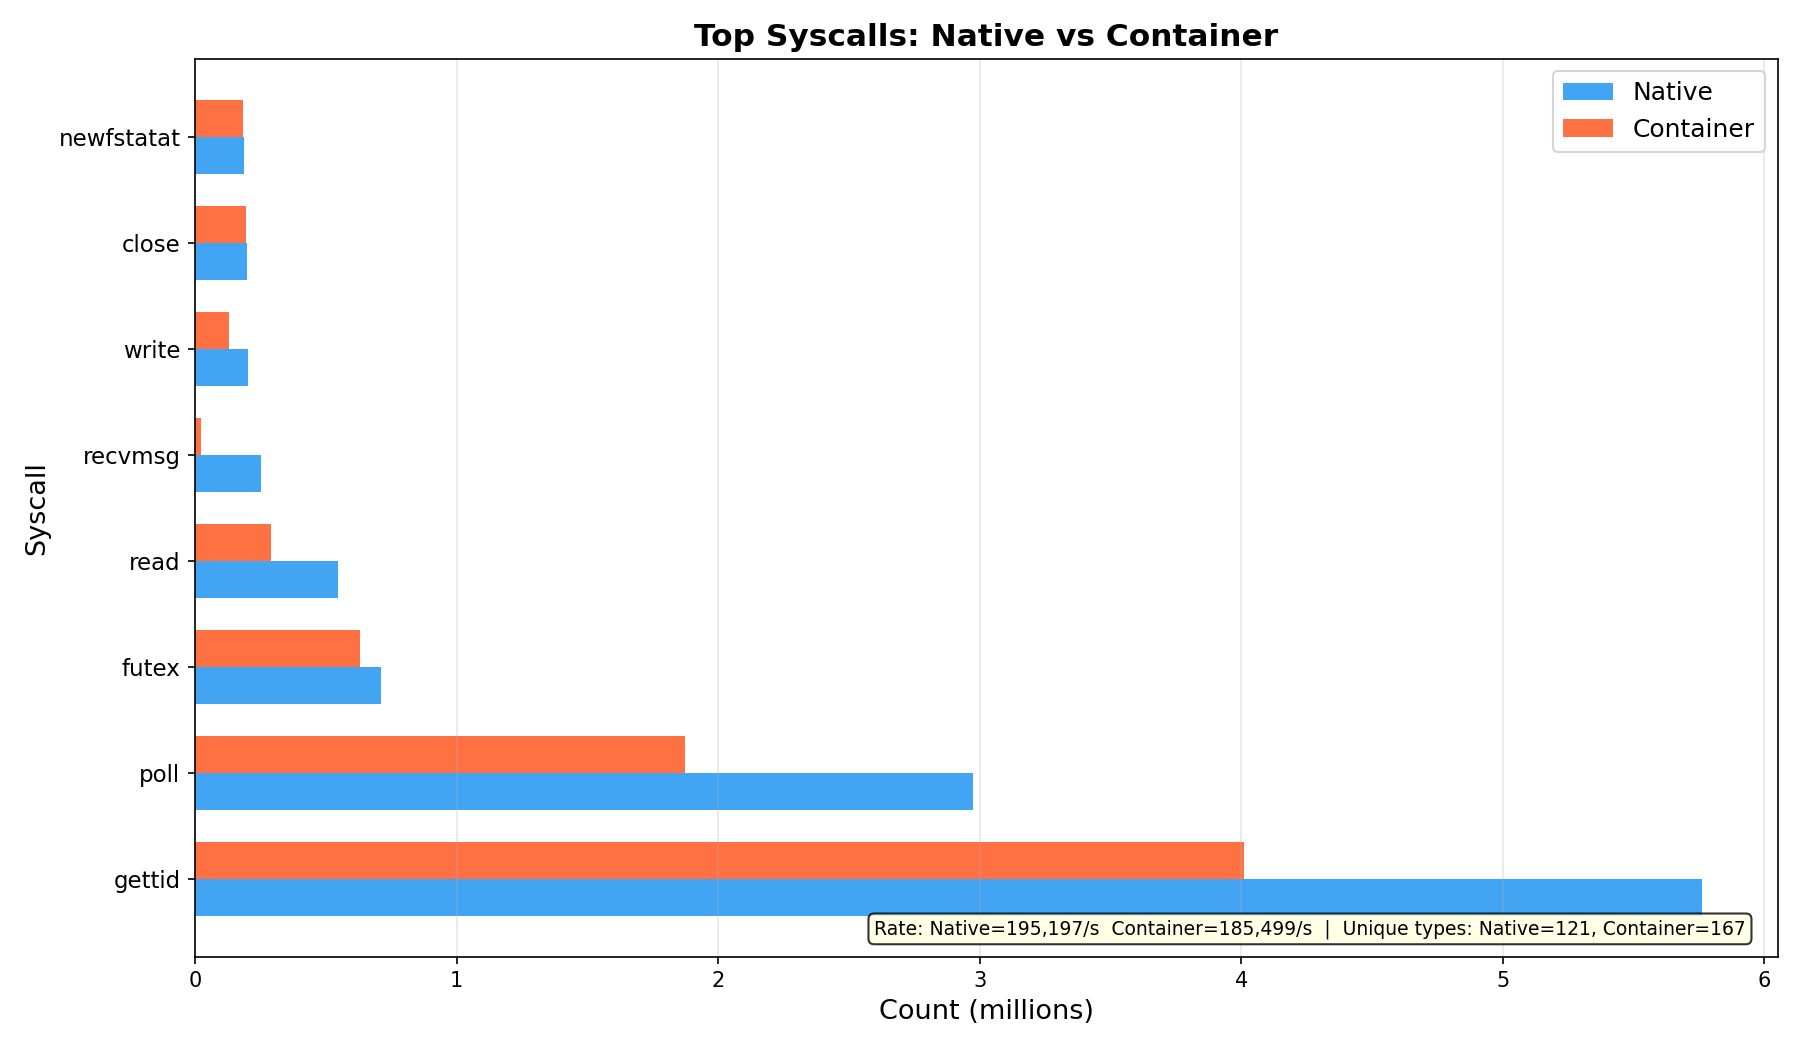 Top Syscalls: Native vs Container
Native
Container
newfstatat
close
write
recvmsg
read
futex
poll
gettid
Syscall
Rate: Native=195,197/s  Container=185,499/s  |  Unique types: Native=121, Container=167
0 1 2 3 4 5 6
Count (millions)